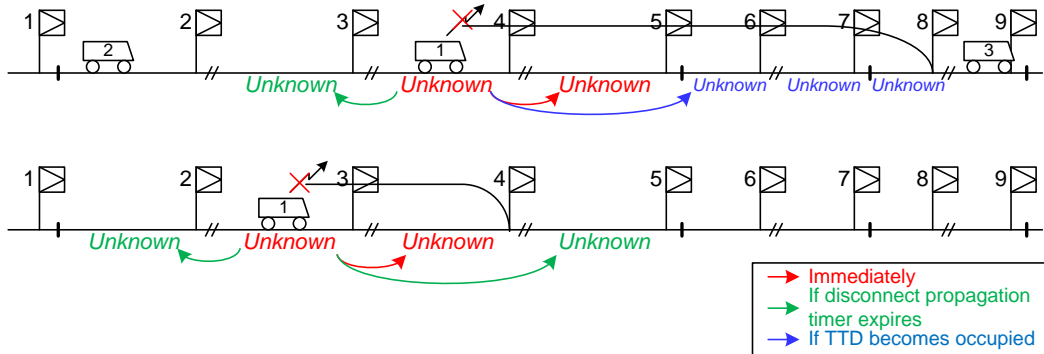 1 2 3 4 5 6 7 8 9
2 1 3
Unknown Unknown Unknown Unknown Unknown Unknown
1 2 3 4 5 6 7 8 9
1
Unknown Unknown Unknown Unknown
Immediately
If disconnect propagation
timer expires
If TTD becomes occupied